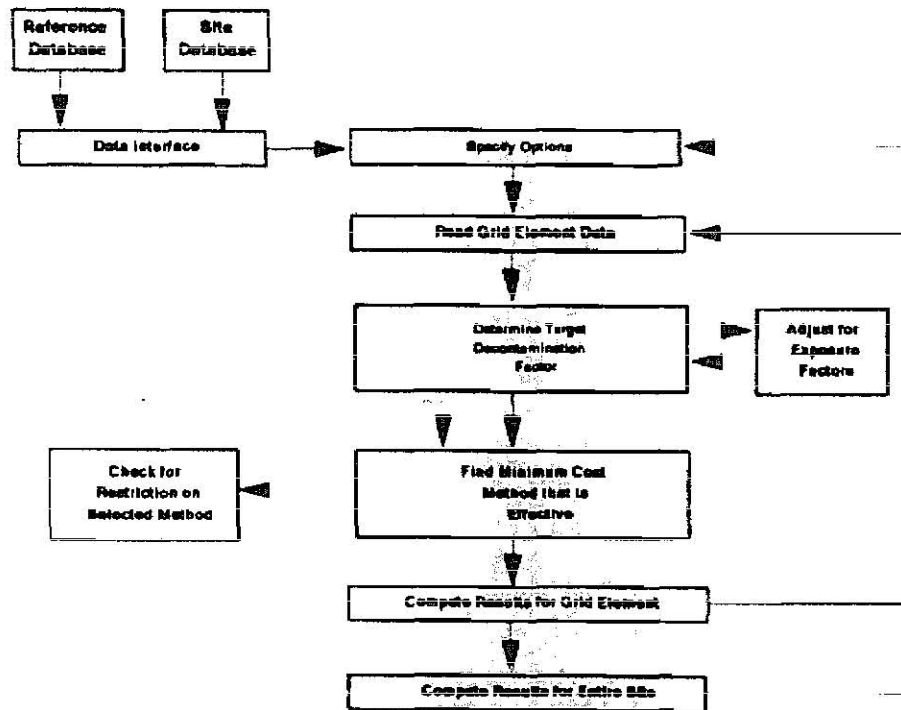 Reference
Database
Site
Database
Data Interface
Specify Options
Read Grid Element Data
Determine Target
Decontamination
Factor
Adjust for
Exposure
Factors
Check for
Restriction on
Selected Method
Find Minimum Cost
Method that is
Effective
Compute Results for Grid Element
Compute Results for Entire Site